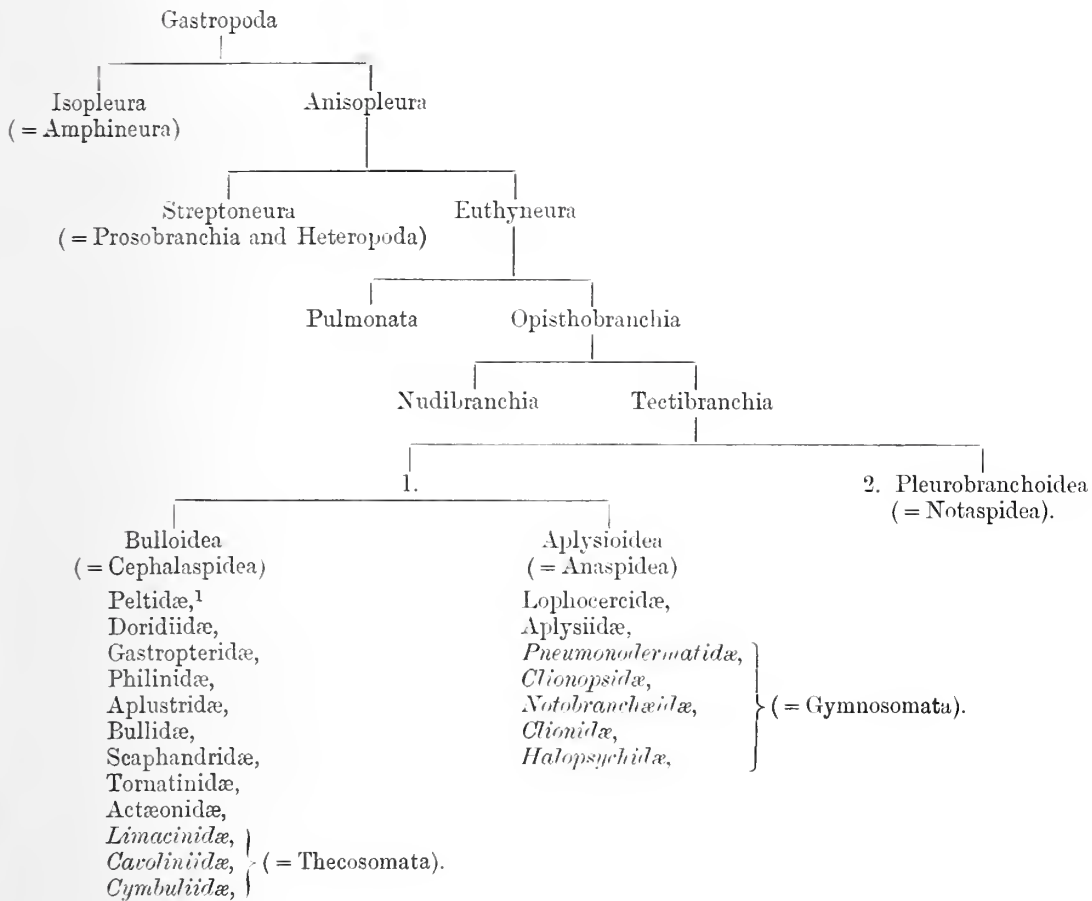 Gastropoda
Isopleura
(= Amphineura)
Anisopleura
Streptoneura
(= Prosobranchia and Heteropoda)
Euthyneura
Pulmonata
Opisthobranchia
Nudibranchia
Tectibranchia
1.
2. Pleurobranchoidea
(= Notaspidea).
Bulloidea
(= Cephalaspidea)
Peltidæ,¹
Doridiidæ,
Gastropteridæ,
Philinidæ,
Aplustridæ,
Bullidæ,
Scaphandridæ,
Tornatinidæ,
Actæonidæ,
Limacinidæ,
Cavoliniidæ,
Cymbuliidæ,
(= Thecosomata).
Aplysioidea
(= Anaspidea)
Lophocercidæ,
Aplysiidæ,
Pneumonodermatidæ,
Clionopsidæ,
Notobranchæidæ,
Clionidæ,
Halopsychidæ,
(= Gymnosomata).